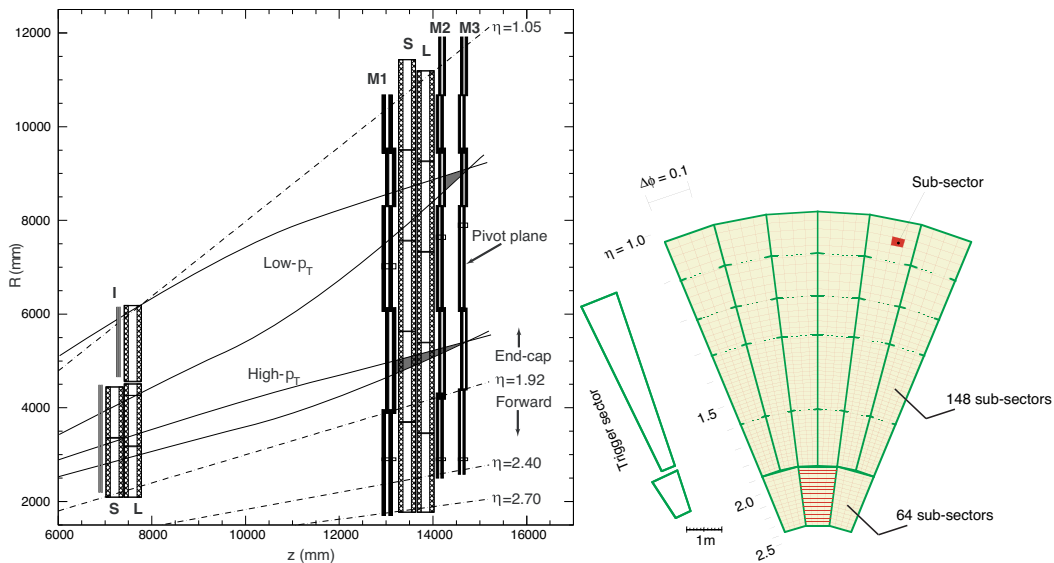 12000
10000
8000
6000
4000
2000
R (mm)
6000
8000
10000
12000
14000
16000
z (mm)
M1
S
L
M2
M3
η=1.05
Low-pT
Pivot plane
I
High-pT
End-cap
η=1.92
Forward
η=2.40
η=2.70
S
L
Δϕ = 0.1
η = 1.0
Sub-sector
Trigger sector
1.5
148 sub-sectors
2.0
64 sub-sectors
1m
2.5